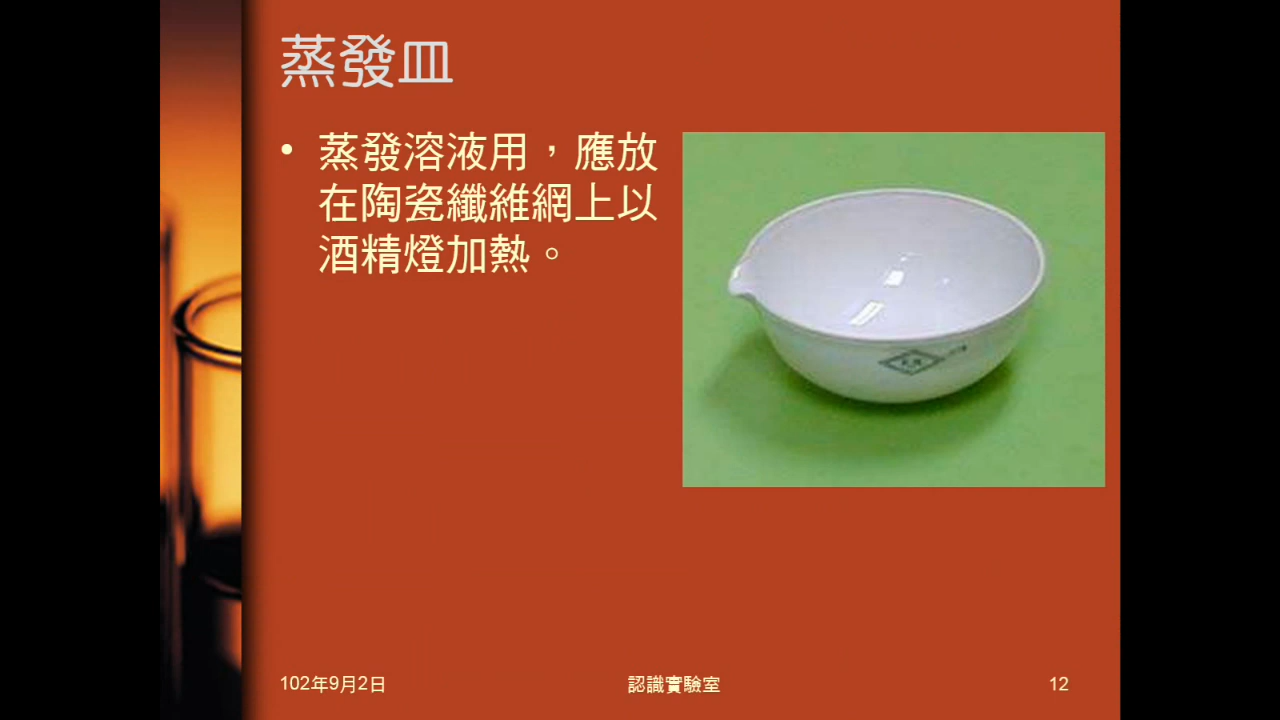 蒸發皿
• 蒸發溶液用，應放
在陶瓷纖維網上以
酒精燈加熱。
102年9月2日
認識實驗室
12